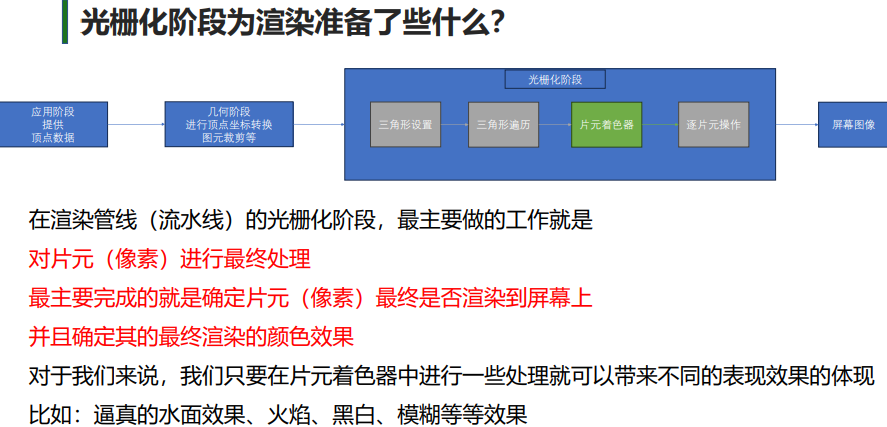 光栅化阶段为渲染准备了些什么？
应用阶段
提供
顶点数据
几何阶段
进行顶点坐标转换
图元裁剪等
光栅化阶段
三角形设置
三角形遍历
片元着色器
逐片元操作
屏幕图像
在渲染管线（流水线）的光栅化阶段，最主要做的工作就是
对片元（像素）进行最终处理
最主要完成的就是确定片元（像素）最终是否渲染到屏幕上
并且确定其的最终渲染的颜色效果
对于我们来说，我们只要在片元着色器中进行一些处理就可以带来不同的表现效果的体现
比如：逼真的水面效果、火焰、黑白、模糊等等效果